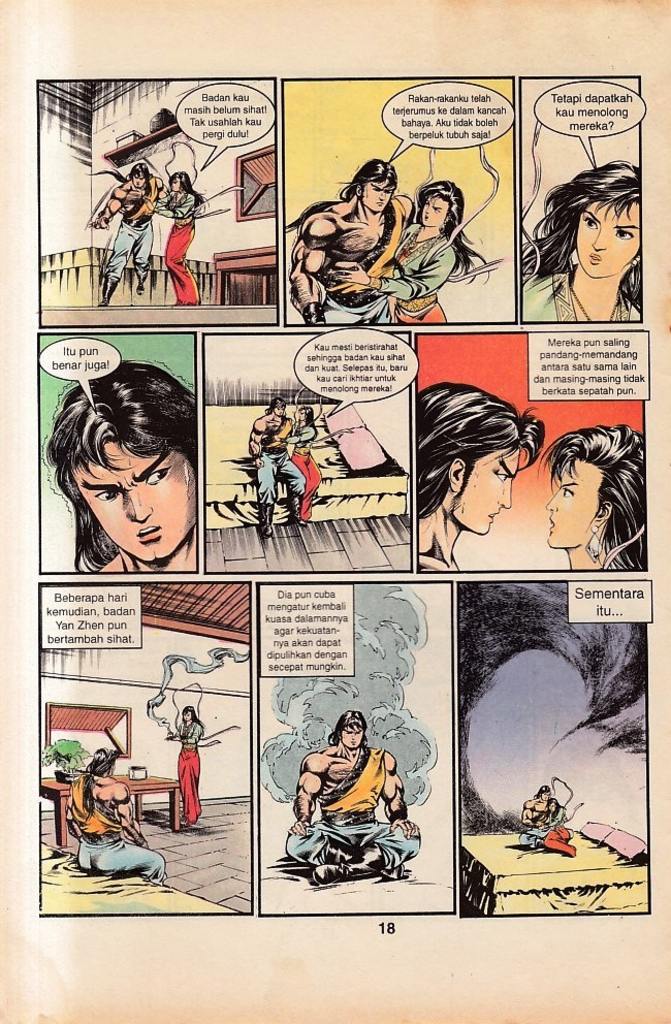 Badan kau
masih belum sihat!
Tak usahlah kau
pergi dulu!
Rakan-rakanku telah
terjerumus ke dalam kancah
bahaya. Aku tidak boleh
berpeluk tubuh saja!
Tetapi dapatkah
kau menolong
mereka?
Itu pun
benar juga!
Kau mesti beristirahat
sehingga badan kau sihat
dan kuat. Selepas itu, baru
kau cari ikhtiar untuk
menolong mereka!
Mereka pun saling
pandang-memandang
antara satu sama lain
dan masing-masing tidak
berkata sepatah pun.
Beberapa hari
kemudian, badan
Yan Zhen pun
bertambah sihat.
Dia pun cuba
mengatur kembali
kuasa dalamannya
agar kekuatan-
nya akan dapat
dipulihkan dengan
secepat mungkin.
Sementara
itu...
18